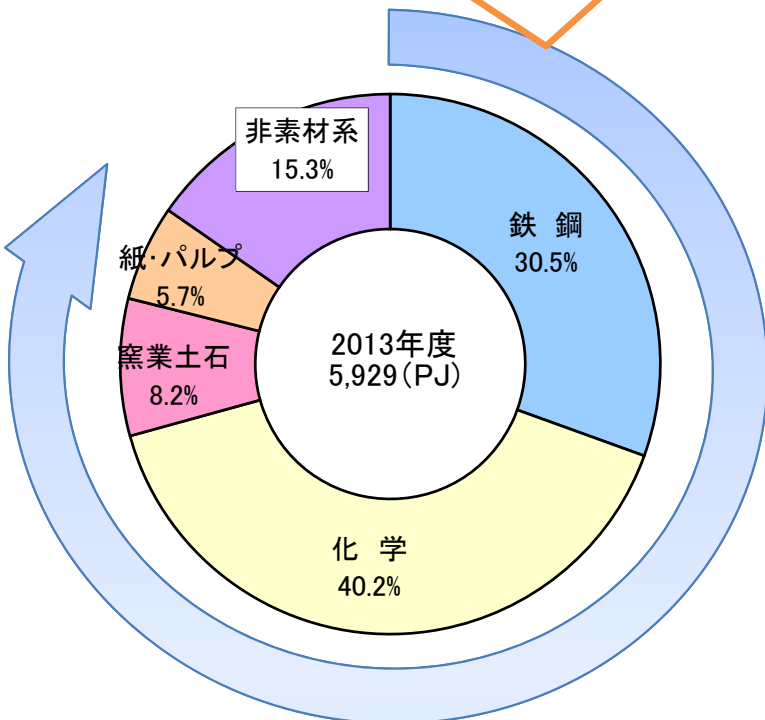 非素材系
15.3%
鉄 鋼
30.5%
紙・パルプ
5.7%
2013年度
5,929(PJ)
窯業土石
8.2%
化 学
40.2%